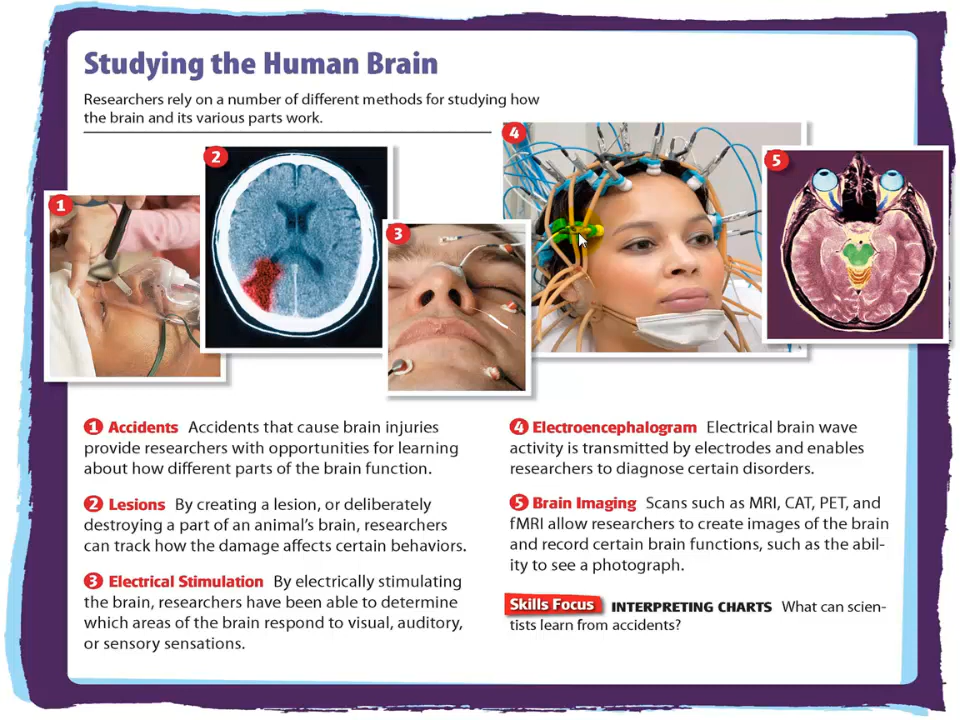 Studying the Human Brain
Researchers rely on a number of different methods for studying how
the brain and its various parts work.
1
2
3
4
5
1 Accidents Accidents that cause brain injuries
provide researchers with opportunities for learning
about how different parts of the brain function.
2 Lesions By creating a lesion, or deliberately
destroying a part of an animal's brain, researchers
can track how the damage affects certain behaviors.
3 Electrical Stimulation By electrically stimulating
the brain, researchers have been able to determine
which areas of the brain respond to visual, auditory,
or sensory sensations.
4 Electroencephalogram Electrical brain wave
activity is transmitted by electrodes and enables
researchers to diagnose certain disorders.
5 Brain Imaging Scans such as MRI, CAT, PET, and
fMRI allow researchers to create images of the brain
and record certain brain functions, such as the abil-
ity to see a photograph.
Skills Focus INTERPRETING CHARTS What can scien-
tists learn from accidents?